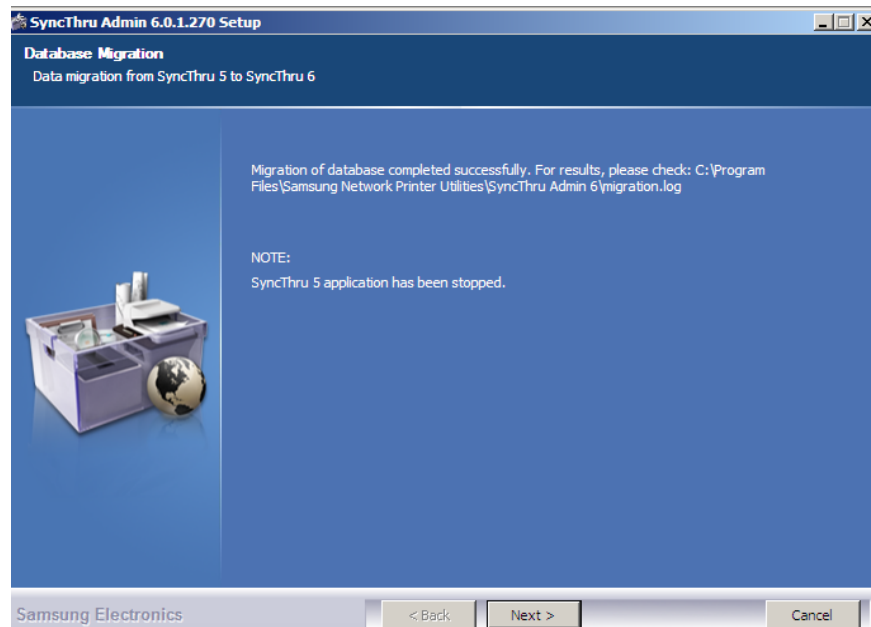 SyncThru Admin 6.0.1.270 Setup
Database Migration
Data migration from SyncThru 5 to SyncThru 6
Migration of database completed successfully. For results, please check: C:\Program
Files\Samsung Network Printer Utilities\SyncThru Admin 6\migration.log
NOTE:
SyncThru 5 application has been stopped.
Samsung Electronics
< Back
Next >
Cancel